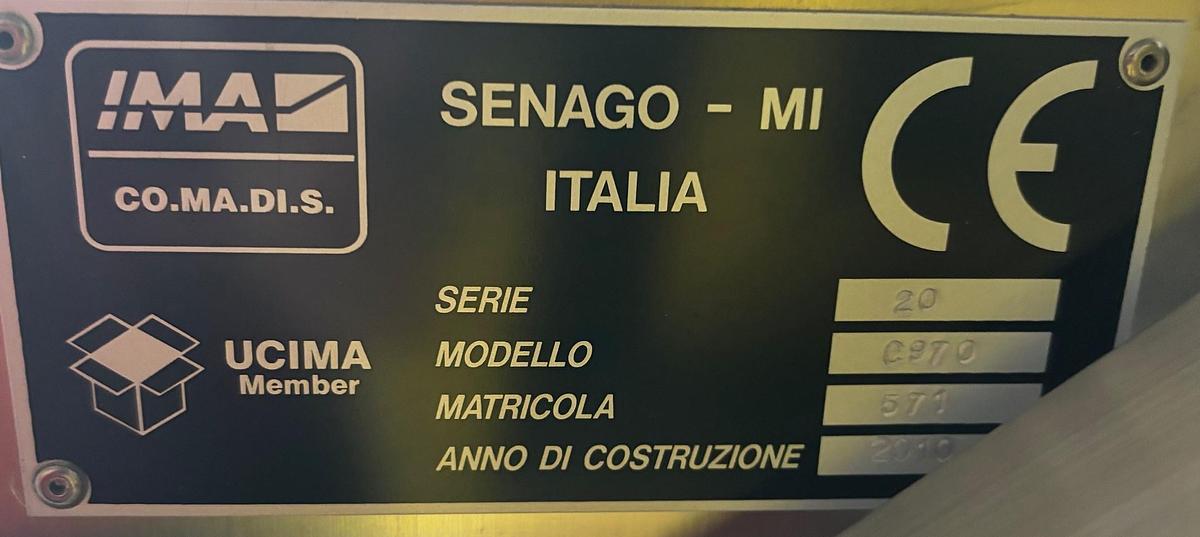 IMA
CO.MA.DI.S.
SENAGO - MI
ITALIA
CE
UCIMA
Member
SERIE 20
MODELLO C970
MATRICOLA 571
ANNO DI COSTRUZIONE 2010